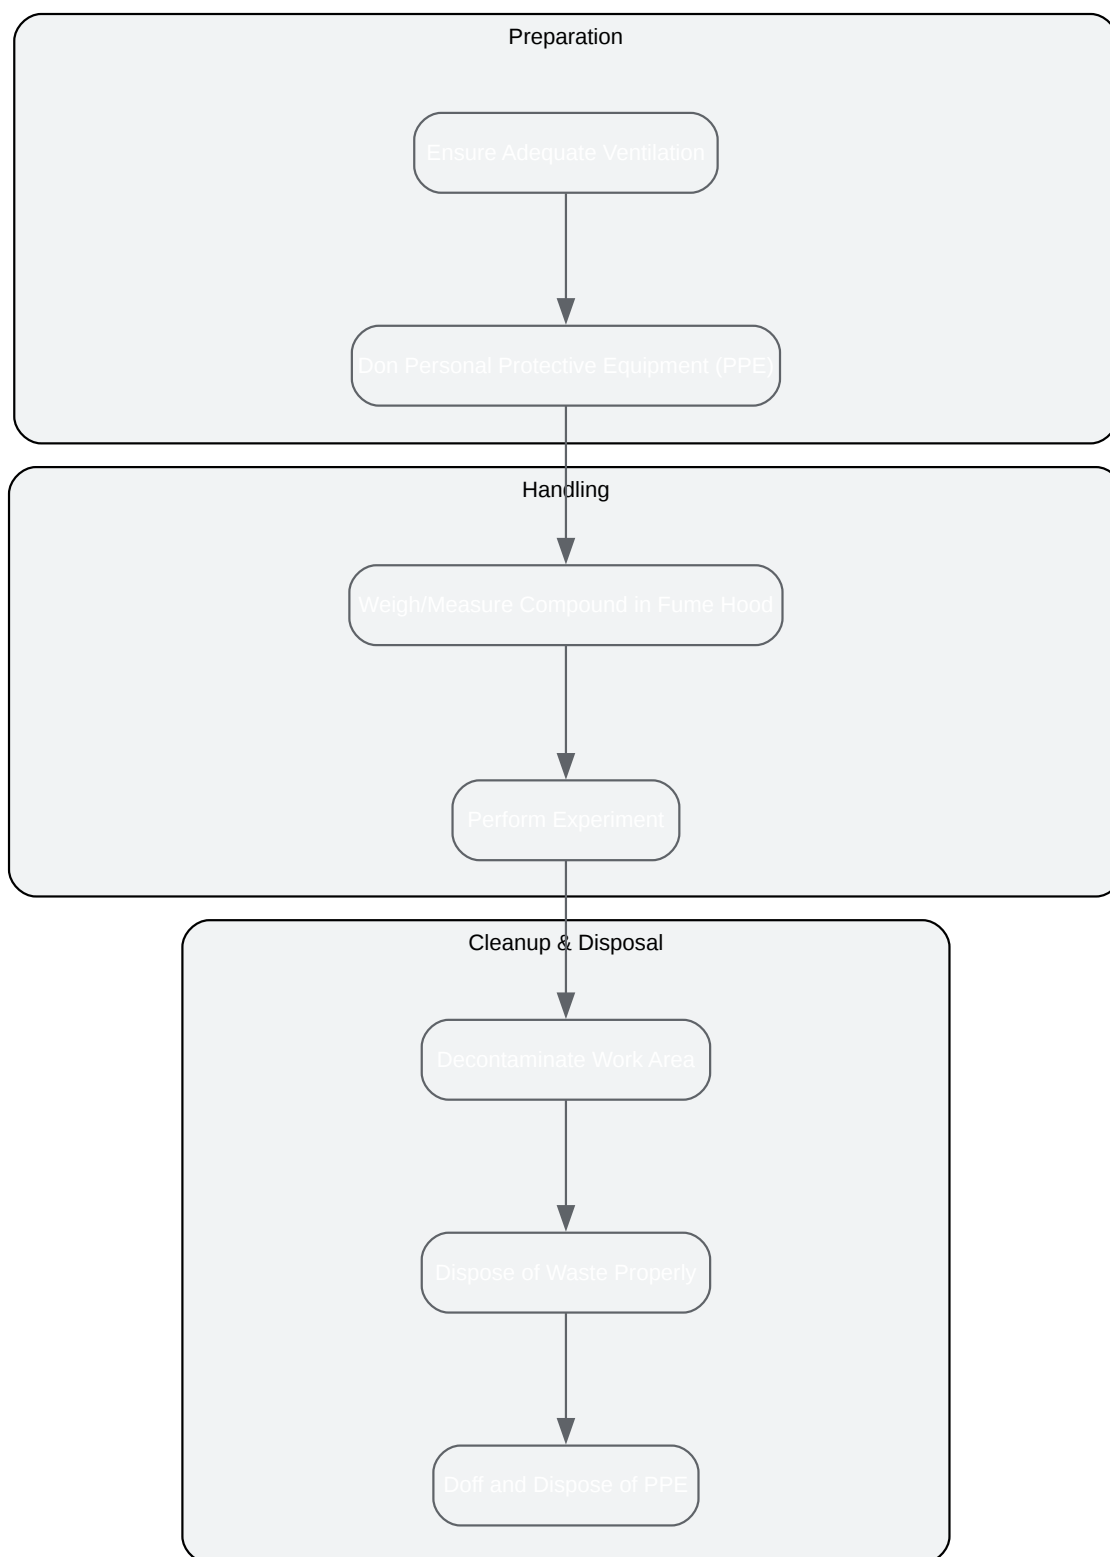 Preparation
Ensure Adequate Ventilation
Don Personal Protective Equipment (PPE)
Handling
Weigh/Measure Compound in Fume Hood
Perform Experiment
Cleanup & Disposal
Decontaminate Work Area
Dispose of Waste Properly
Doff and Dispose of PPE